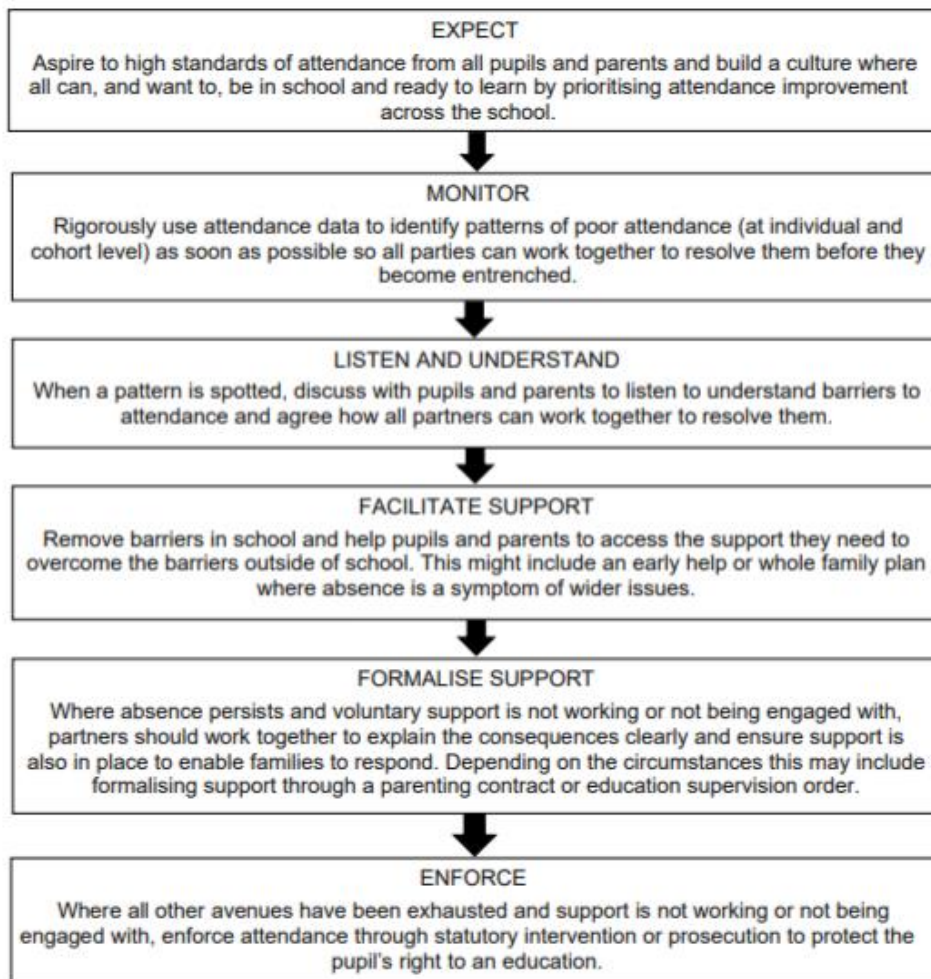 EXPECT
Aspire to high standards of attendance from all pupils and parents and build a culture where
all can, and want to, be in school and ready to learn by prioritising attendance improvement
across the school.
MONITOR
Rigorously use attendance data to identify patterns of poor attendance (at individual and
cohort level) as soon as possible so all parties can work together to resolve them before they
become entrenched.
LISTEN AND UNDERSTAND
When a pattern is spotted, discuss with pupils and parents to listen to understand barriers to
attendance and agree how all partners can work together to resolve them.
FACILITATE SUPPORT
Remove barriers in school and help pupils and parents to access the support they need to
overcome the barriers outside of school. This might include an early help or whole family plan
where absence is a symptom of wider issues.
FORMALISE SUPPORT
Where absence persists and voluntary support is not working or not being engaged with,
partners should work together to explain the consequences clearly and ensure support is
also in place to enable families to respond. Depending on the circumstances this may include
formalising support through a parenting contract or education supervision order.
ENFORCE
Where all other avenues have been exhausted and support is not working or not being
engaged with, enforce attendance through statutory intervention or prosecution to protect the
pupil's right to an education.